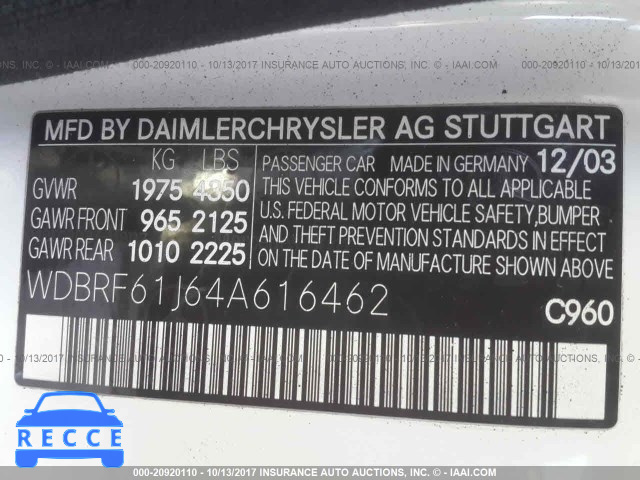 000-20920110 - 10/13/2017 INSURANCE AUTO AUCTIONS, INC. © - IAAI.COM
MFD BY DAIMLERCHRYSLER AG STUTTGART
KG LBS
PASSENGER CAR MADE IN GERMANY 12/03
GVWR 1975 4350
THIS VEHICLE CONFORMS TO ALL APPLICABLE
GAWR FRONT 965 2125
U.S. FEDERAL MOTOR VEHICLE SAFETY, BUMPER
AND THEFT PREVENTION STANDARDS IN EFFECT
GAWR REAR 1010 2225
ON THE DATE OF MANUFACTURE SHOWN ABOVE
WDBRF61J64A616462
C960
RECCE
000-20920110 - 10/13/2017 INSURANCE AUTO AUCTIONS, INC. © - IAAI.COM